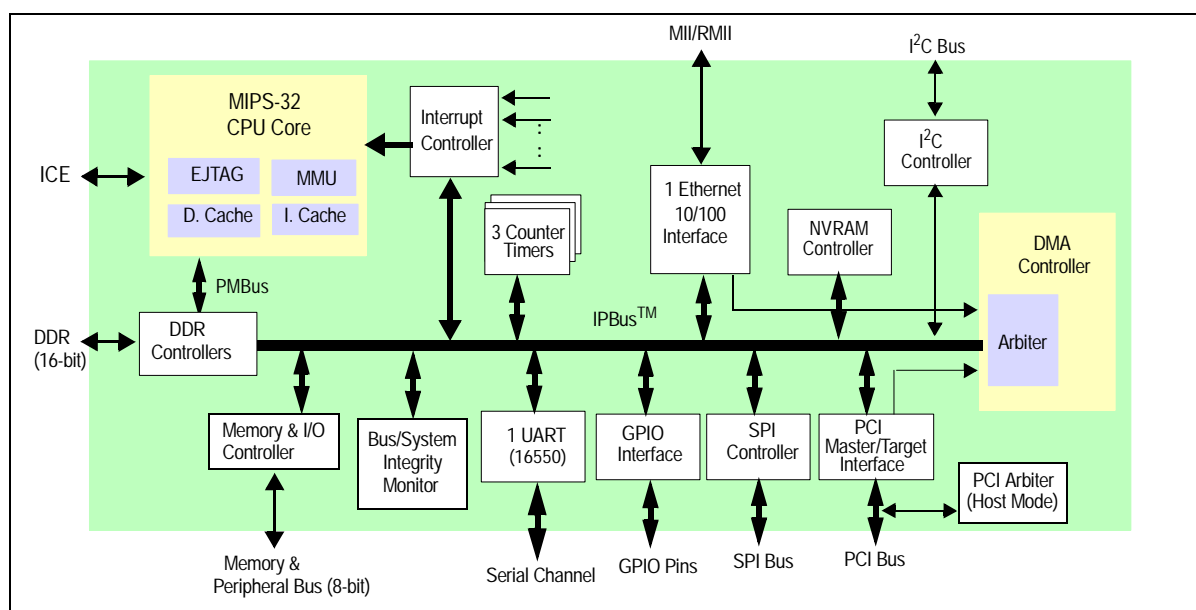 MII/RMII
I²C Bus
MIPS-32
CPU Core
EJTAG
MMU
D. Cache
I. Cache
ICE
Interrupt
Controller
:
:
I²C
Controller
1 Ethernet
10/100
Interface
3 Counter
Timers
NVRAM
Controller
DMA
Controller
Arbiter
PMBus
IPBus™
DDR
(16-bit)
DDR
Controllers
Memory & I/O
Controller
Bus/System
Integrity
Monitor
1 UART
(16550)
GPIO
Interface
SPI
Controller
PCI
Master/Target
Interface
PCI Arbiter
(Host Mode)
Memory &
Peripheral Bus (8-bit)
Serial Channel
GPIO Pins
SPI Bus
PCI Bus